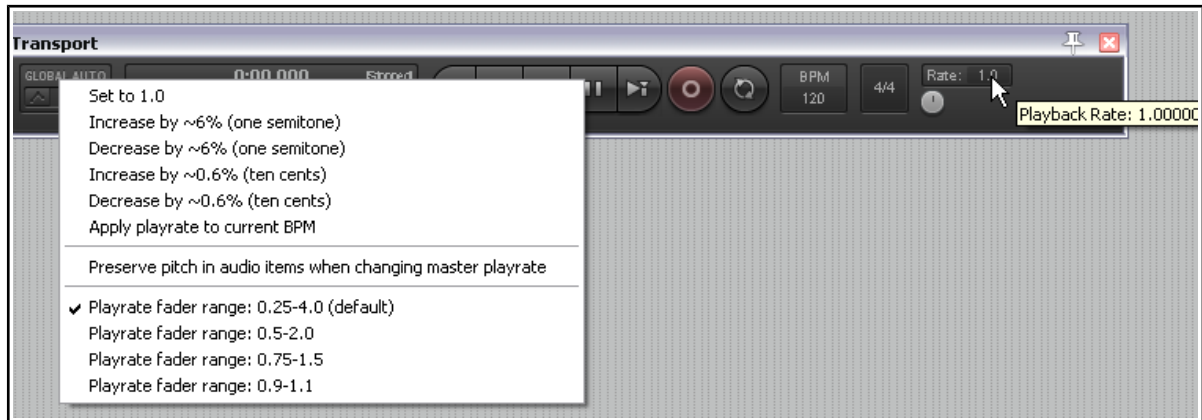 Transport
GLOBAL AUTO
0:00.000
Stopped
BPM
120
4/4
Rate: 1.0
Playback Rate: 1.00000
Set to 1.0
Increase by ~6% (one semitone)
Decrease by ~6% (one semitone)
Increase by ~0.6% (ten cents)
Decrease by ~0.6% (ten cents)
Apply playrate to current BPM
Preserve pitch in audio items when changing master playrate
Playrate fader range: 0.25-4.0 (default)
Playrate fader range: 0.5-2.0
Playrate fader range: 0.75-1.5
Playrate fader range: 0.9-1.1